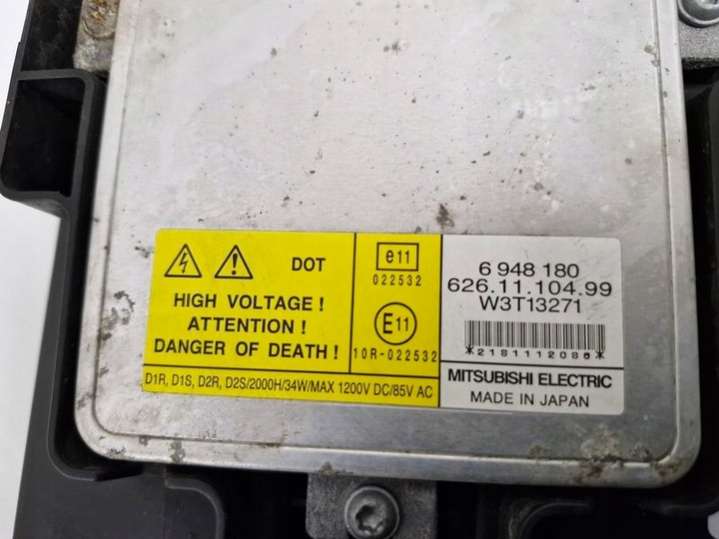 DOT
HIGH VOLTAGE !
ATTENTION !
DANGER OF DEATH !
e11
022532
E11
10R-022532
D1R, D1S, D2R, D2S/2000H/34W/MAX 1200V DC/85V AC
6 948 180
626.11.104.99
W3T13271
*2181112086*
MITSUBISHI ELECTRIC
MADE IN JAPAN